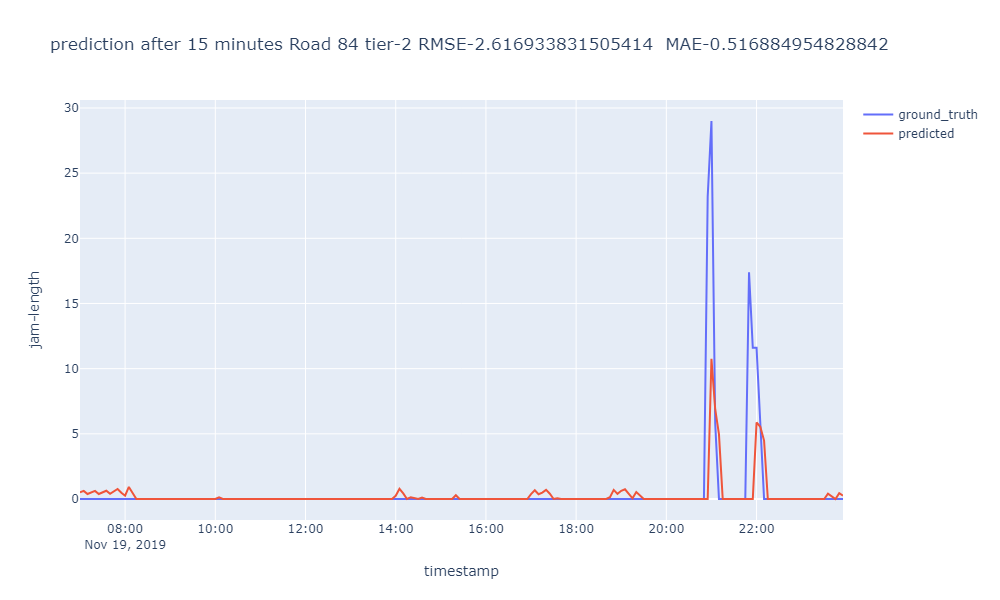 prediction after 15 minutes Road 84 tier-2 RMSE-2.616933831505414  MAE-0.516884954828842
ground_truth
predicted
30
25
20
15
10
5
0
jam-length
08:00 10:00 12:00 14:00 16:00 18:00 20:00 22:00
Nov 19, 2019
timestamp